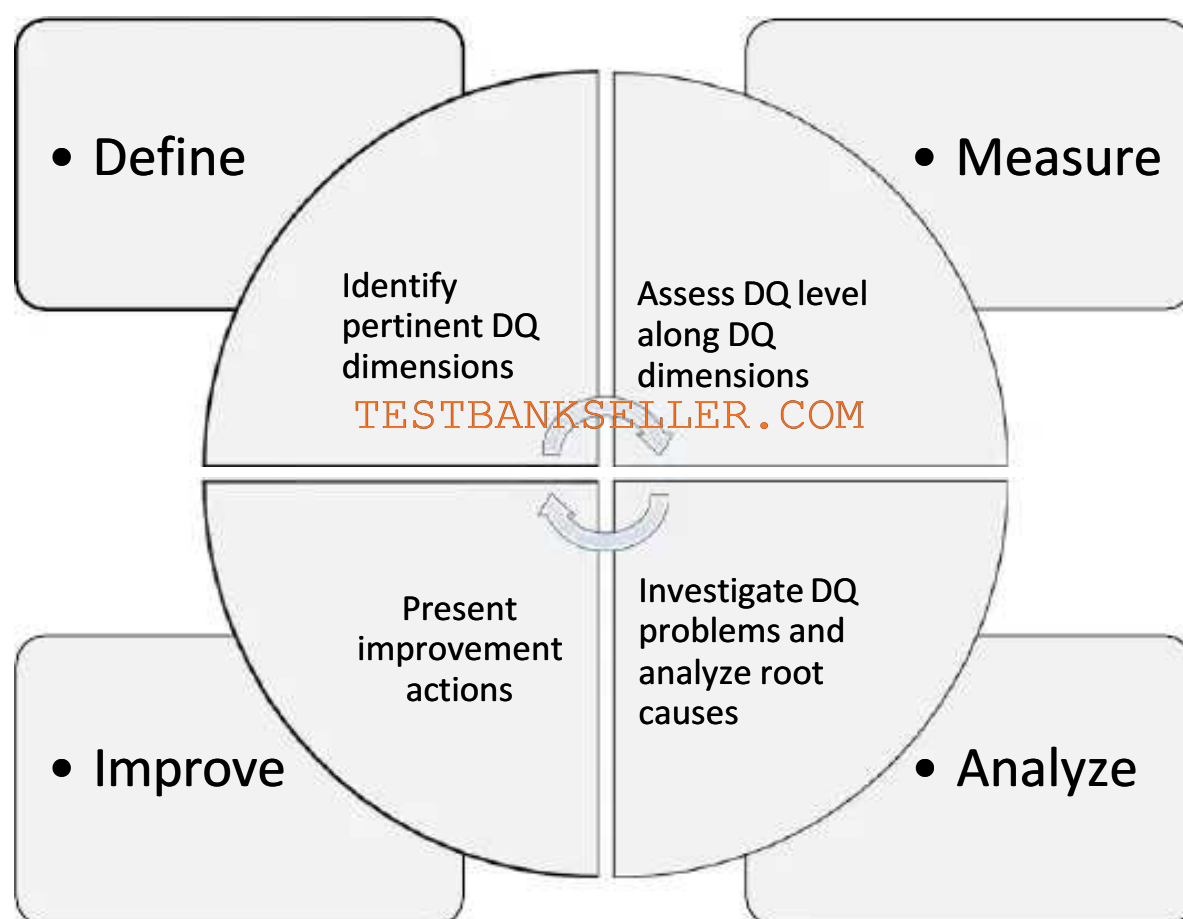 • Define
• Measure
Identify
pertinent DQ
dimensions
Assess DQ level
along DQ
dimensions
TESTBANKSELLER.COM
Present
improvement
actions
Investigate DQ
problems and
analyze root
causes
• Improve
• Analyze